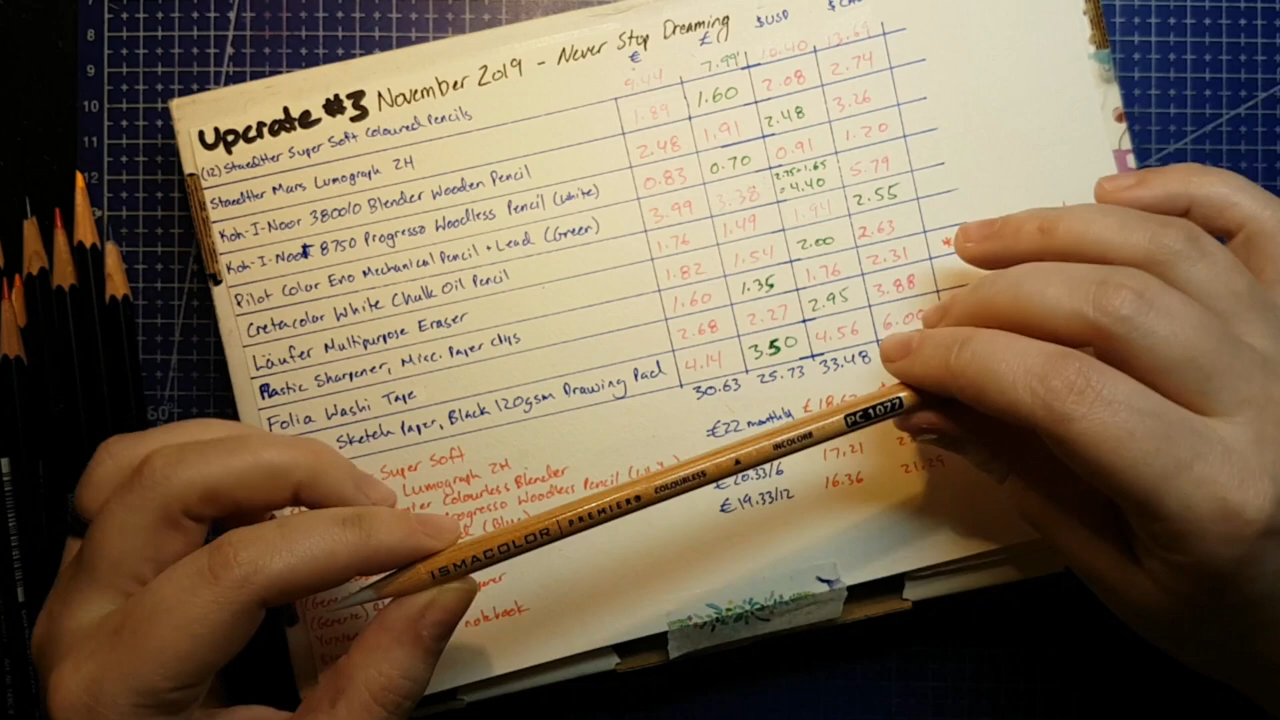 Upcrate #3 November 2019 - Never Stop Dreaming
€ £ $USD
(12) Staedtler Super Soft Coloured Pencils 9.44 7.99 10.40 13.69
Staedtler Mars Lumograph 2H 1.89 1.60 2.08 2.74
Koh-I-Noor 380010 Blender Wooden Pencil 2.48 1.91 2.48 3.26
Koh-I-Noor 8750 Progresso Woodless Pencil (White) 0.83 0.70 0.91 1.20
Pilot Color Eno Mechanical Pencil + Lead (Green) 3.99 3.38 2.75+1.65 = 4.40 5.79
Cretacolor White Chalk Oil Pencil 1.76 1.49 1.94 2.55
Läufer Multipurpose Eraser 1.82 1.54 2.00 2.63
Plastic Sharpener, Misc. Paper clips 1.60 1.35 1.76 2.31
Folia Washi Tape 2.68 2.27 2.95 3.88
Sketch Paper, Black 120gsm Drawing Pad 4.14 3.50 4.56 6.00
30.63 25.73 33.48
€22 monthly
€20.33/6 17.21
€19.33/12 16.36 21.29
Super Soft
Lumograph 2H
Colourless Blender
Progresso Woodless Pencil
notebook
ISMACOLOR PREMIER® COLOURLESS ▲ INCOLORE PC 1077